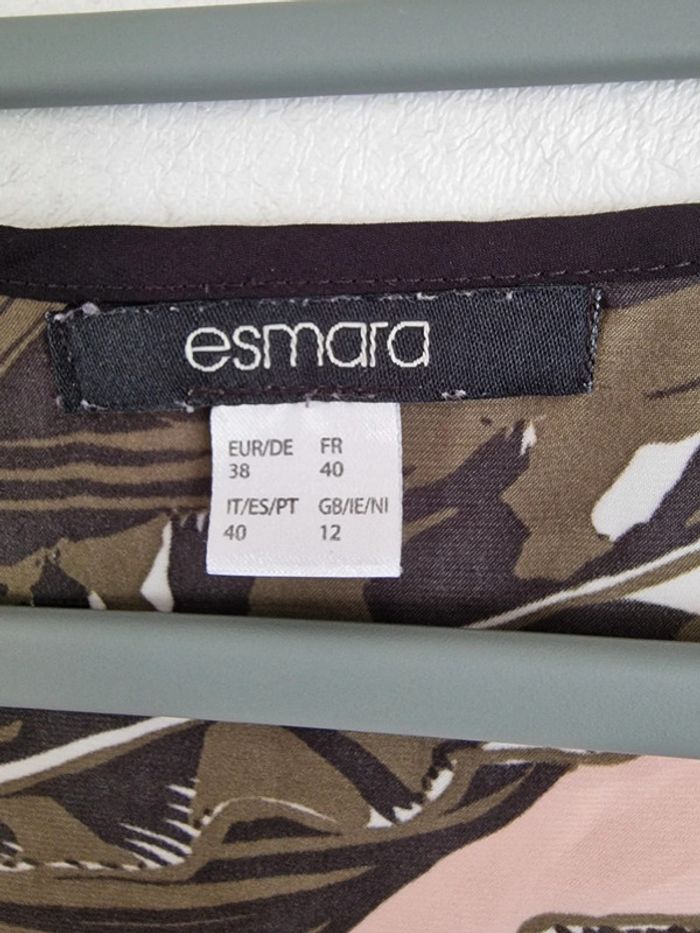 esmara
EUR/DE FR
38 40
IT/ES/PT GB/IE/NI
40 12